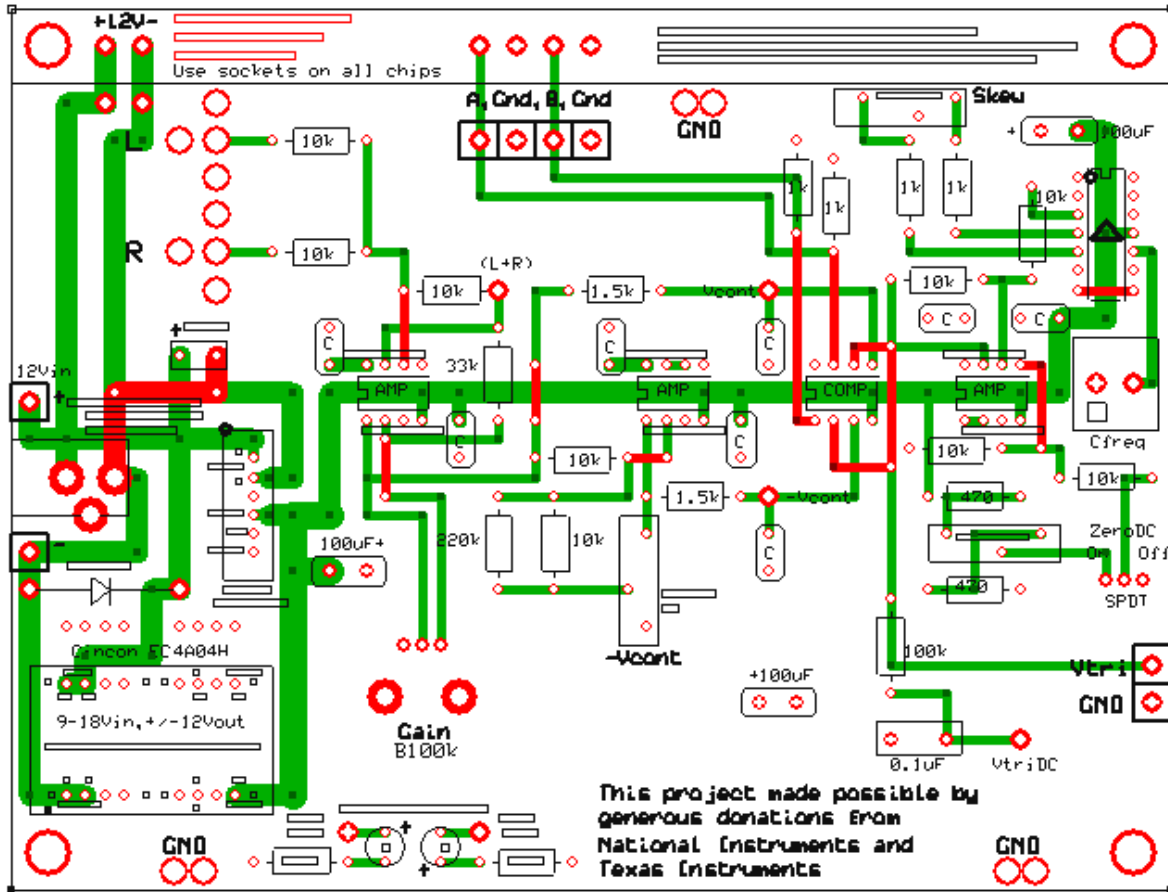 +12V-
Use sockets on all chips
A, Gnd, B, Gnd
GND
Skew
+ 100uF
L
10k
1k
1k
1k
1k
10k
R
10k
(L+R)
10k
1.5k
Vcont
10k
C
C
+
C
C
C
C
33k
12Vin
+
AMP
AMP
COMP
AMP
C
C
Cfreq
10k
10k
10k
1.5k
-Vcont
470
220k
10k
C
ZeroDC
On Off
-
100uF+
470
SPDT
Cincon EC4A04H
-Vcont
100k
Vtri
+100uF
GND
9-18Vin,+/-12Vout
Gain
B100k
0.1uF
VtriDC
This project made possible by
generous donations from
National Instruments and
Texas Instruments
+
GND
GND
+